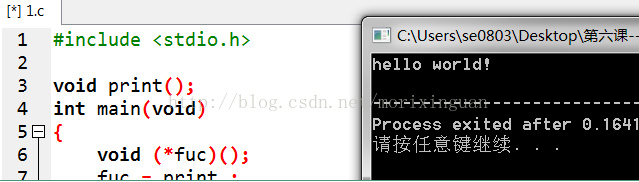 [*] 1.c
1 #include <stdio.h>
2
3 void print();
4 int main(void)
5 {
6 void (*fuc)();
7 fuc = print ;
C:\Users\se0803\Desktop\第六课--
hello world!
--------------------------------
Process exited after 0.1641
请按任意键继续. . .
http://blog.csdn.net/morixinguan